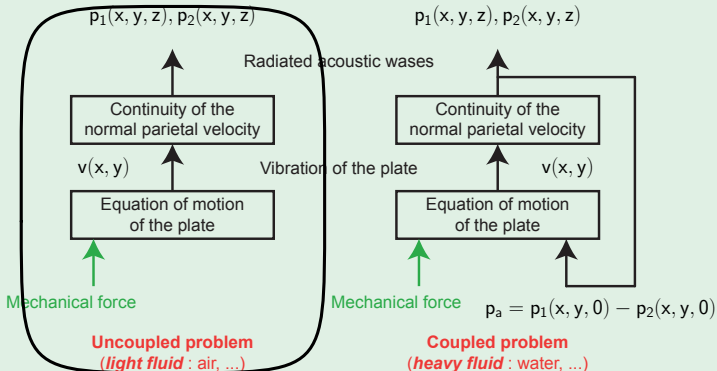 p₁(x, y, z), p₂(x, y, z)
Radiated acoustic wases
Continuity of the
normal parietal velocity
v(x, y)
Vibration of the plate
Equation of motion
of the plate
Mechanical force
Uncoupled problem
(light fluid : air, ...)
p₁(x, y, z), p₂(x, y, z)
Continuity of the
normal parietal velocity
v(x, y)
Equation of motion
of the plate
Mechanical force
pₐ = p₁(x, y, 0) − p₂(x, y, 0)
Coupled problem
(heavy fluid : water, ...)